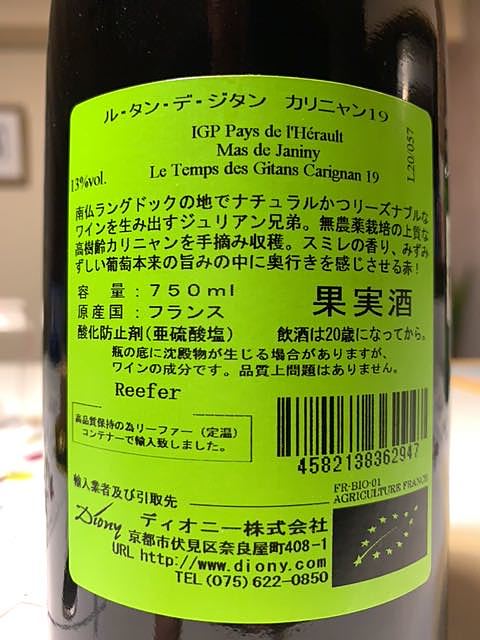 ル・タン・デ・ジタン カリニャン19
IGP Pays de l'Hérault
Mas de Janiny
Le Temps des Gitans Carignan 19
L20/057
13%vol.
南仏ラングドックの地でナチュラルかつリーズナブルな
ワインを生み出すジュリアン兄弟。無農薬栽培の上質な
高樹齢カリニャンを手摘み収穫。スミレの香り、みずみ
ずしい葡萄本来の旨みの中に奥行きを感じさせる赤!
容 量:750ml
原産国:フランス
果実酒
酸化防止剤(亜硫酸塩) 飲酒は20歳になってから。
瓶の底に沈殿物が生じる場合がありますが、
ワインの成分です。品質上問題はありません。
Reefer
高品質保持の為リーファー(定温)
コンテナーで輸入致しました。
4582138362947
FR-BIO-01
AGRICULTURE FRANCE
輸入業者及び引取先
Diony ディオニー株式会社
京都市伏見区奈良屋町408-1
URL http://www.diony.com
TEL(075)622-0850